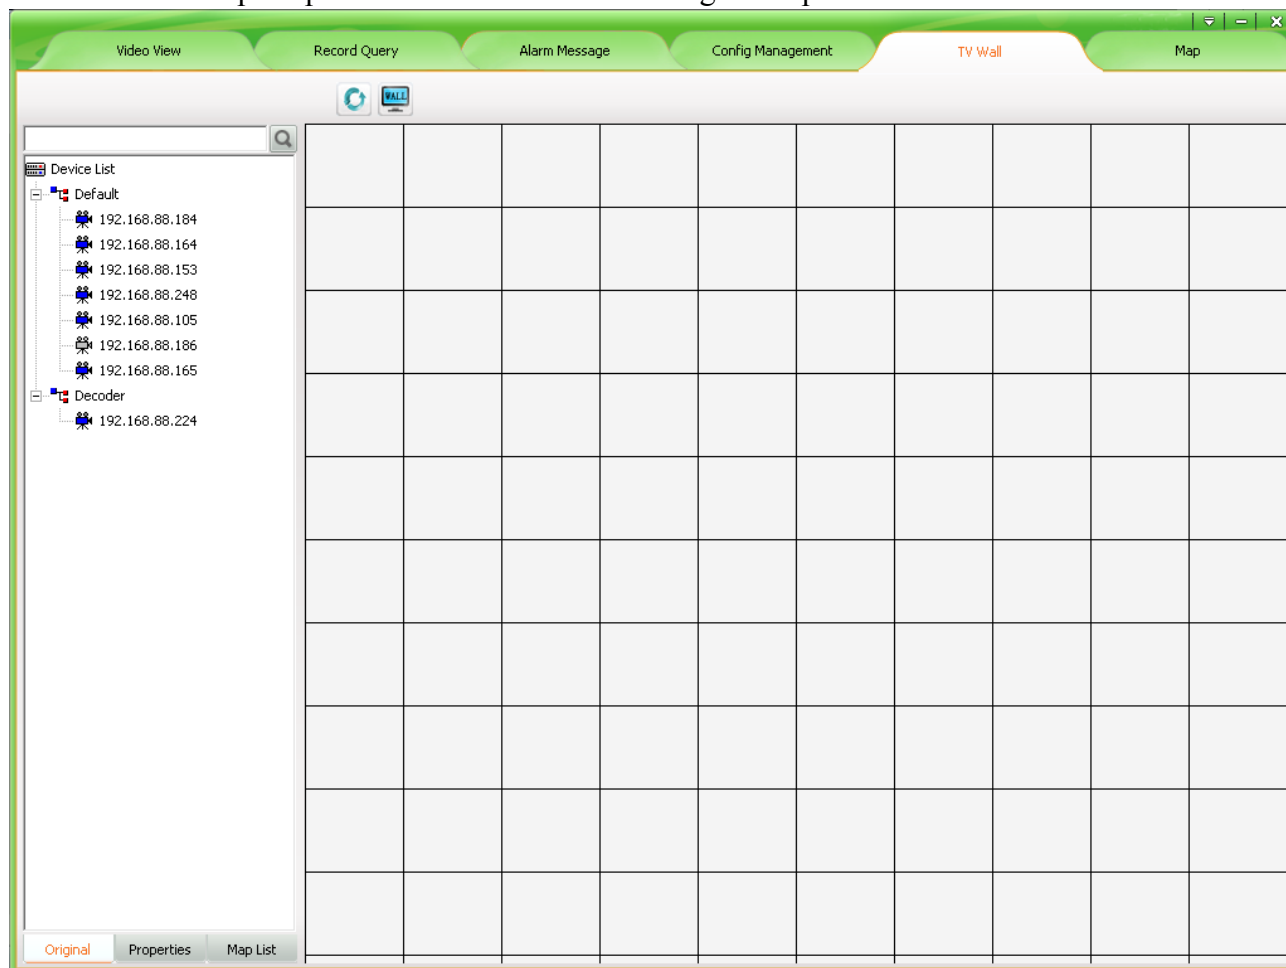 Video View Record Query Alarm Message Config Management TV Wall Map
WALL
Device List
Default
192.168.88.184
192.168.88.164
192.168.88.153
192.168.88.248
192.168.88.105
192.168.88.186
192.168.88.165
Decoder
192.168.88.224
Original Properties Map List